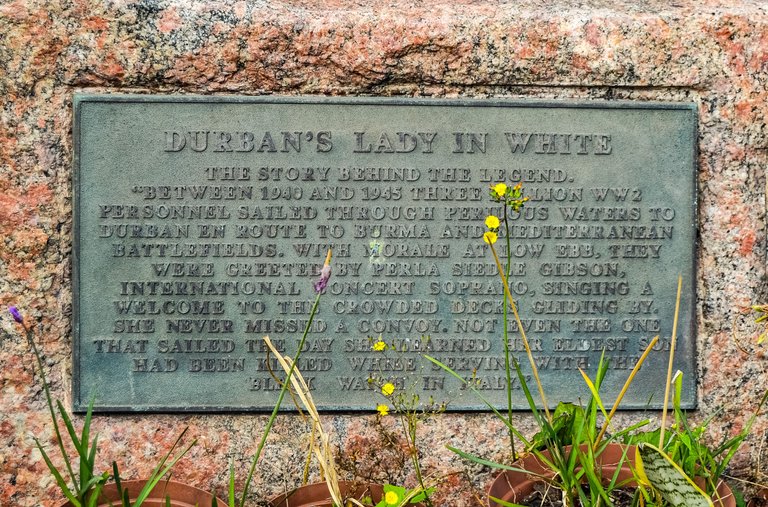 DURBAN'S LADY IN WHITE
THE STORY BEHIND THE LEGEND.
"BETWEEN 1940 AND 1945 THREE MILLION WW2
PERSONNEL SAILED THROUGH PERILOUS WATERS TO
DURBAN EN ROUTE TO BURMA AND MEDITERRANEAN
BATTLEFIELDS. WITH MORALE AT LOW EBB, THEY
WERE GREETED BY PERLA SIEDLE GIBSON,
INTERNATIONAL CONCERT SOPRANO, SINGING A
WELCOME TO THE CROWDED DECKS GLIDING BY.
SHE NEVER MISSED A CONVOY. NOT EVEN THE ONE
THAT SAILED THE DAY SHE LEARNED HER ELDEST SON
HAD BEEN KILLED WHILE SERVING WITH THE
BLACK WATCH IN ITALY."